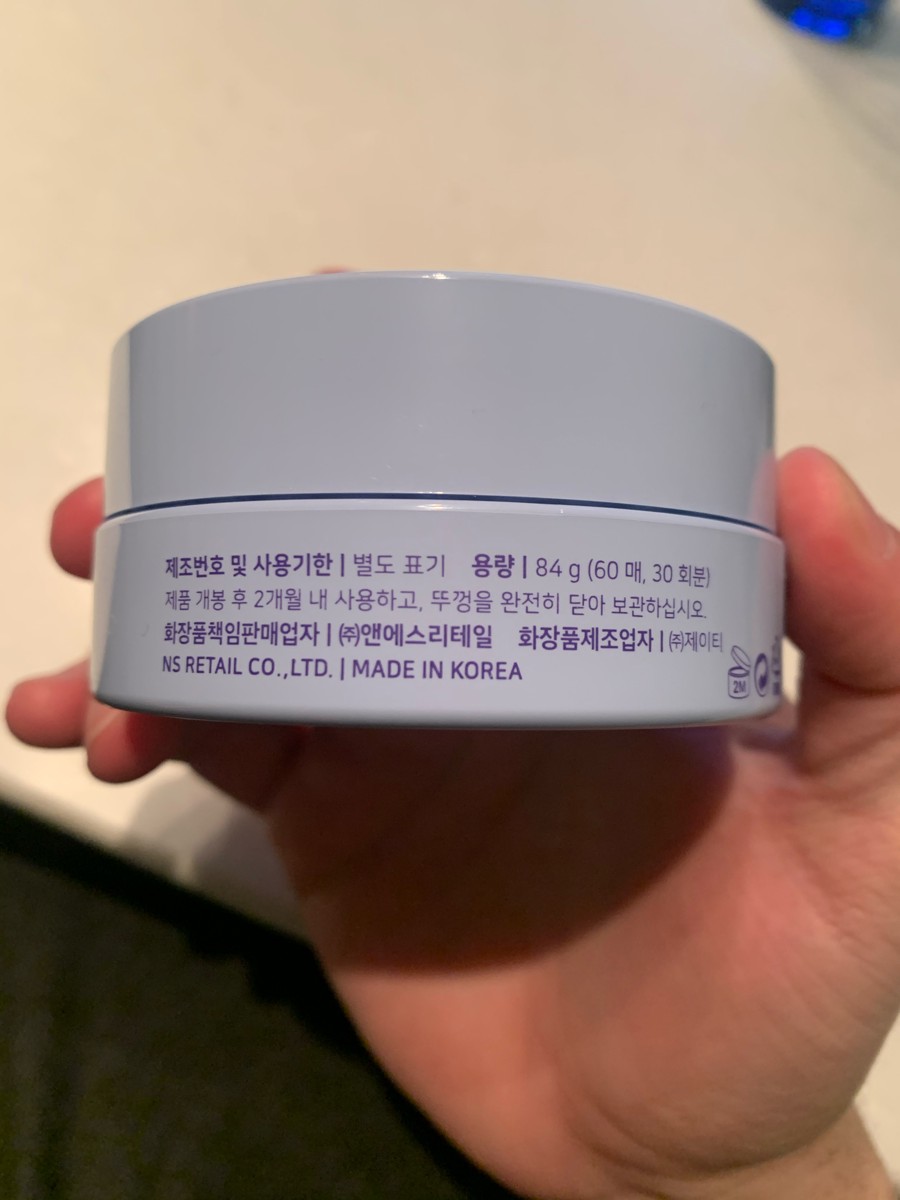 제조번호 및 사용기한 | 별도 표기 용량 | 84 g (60 매, 30 회분)
제품 개봉 후 2개월 내 사용하고, 뚜껑을 완전히 닫아 보관하십시오.
화장품책임판매업자 | ㈜앤에스리테일 화장품제조업자 | ㈜제이티
NS RETAIL CO.,LTD. | MADE IN KOREA
2M